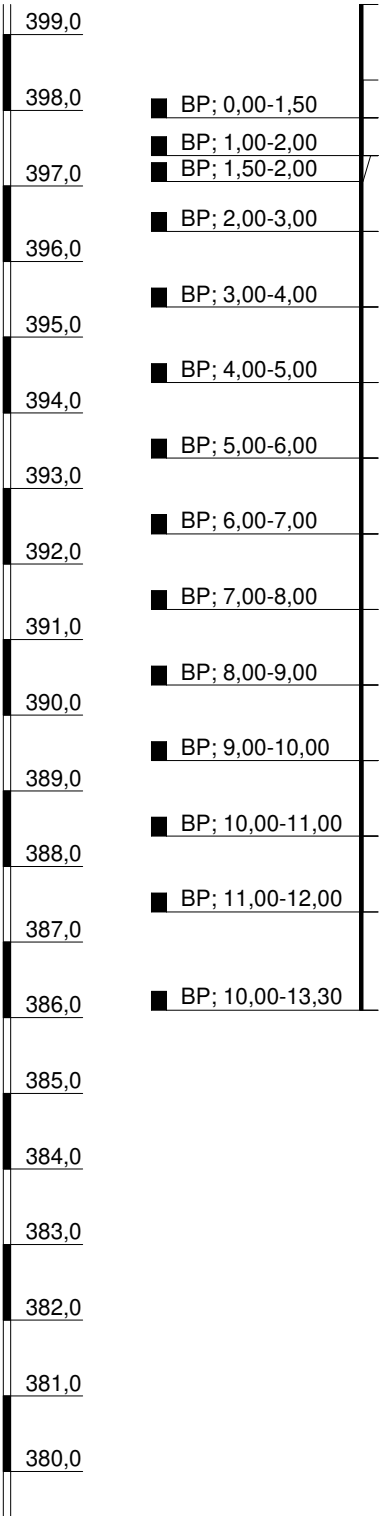 399,0
398,0
BP; 0,00-1,50
BP; 1,00-2,00
BP; 1,50-2,00
397,0
BP; 2,00-3,00
396,0
BP; 3,00-4,00
395,0
BP; 4,00-5,00
394,0
BP; 5,00-6,00
393,0
BP; 6,00-7,00
392,0
BP; 7,00-8,00
391,0
BP; 8,00-9,00
390,0
BP; 9,00-10,00
389,0
BP; 10,00-11,00
388,0
BP; 11,00-12,00
387,0
BP; 10,00-13,30
386,0
385,0
384,0
383,0
382,0
381,0
380,0